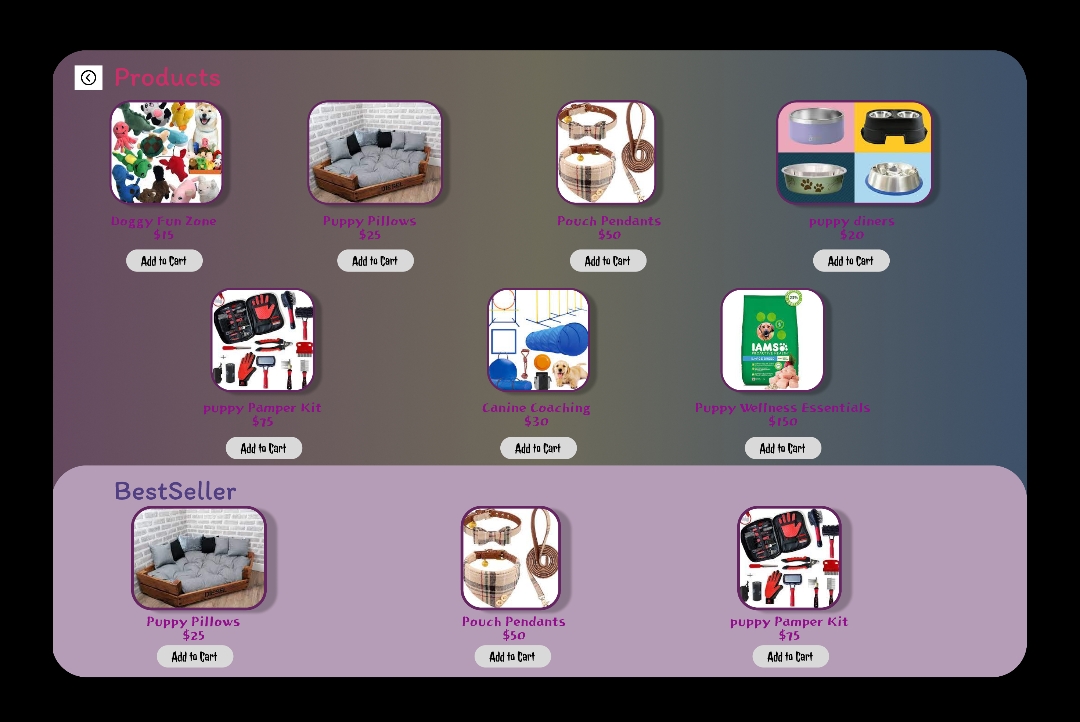 Products
Doggy Fun Zone
$15
Puppy Pillows
$25
Pouch Pendants
$50
puppy diners
$20
Add to Cart
Add to Cart
Add to Cart
Add to Cart
IAMS
puppy Pamper Kit
$75
Canine Coaching
$30
Puppy Wellness Essentials
$150
Add to Cart
Add to Cart
Add to Cart
BestSeller
Puppy Pillows
$25
Pouch Pendants
$50
puppy Pamper Kit
$75
Add to Cart
Add to Cart
Add to Cart